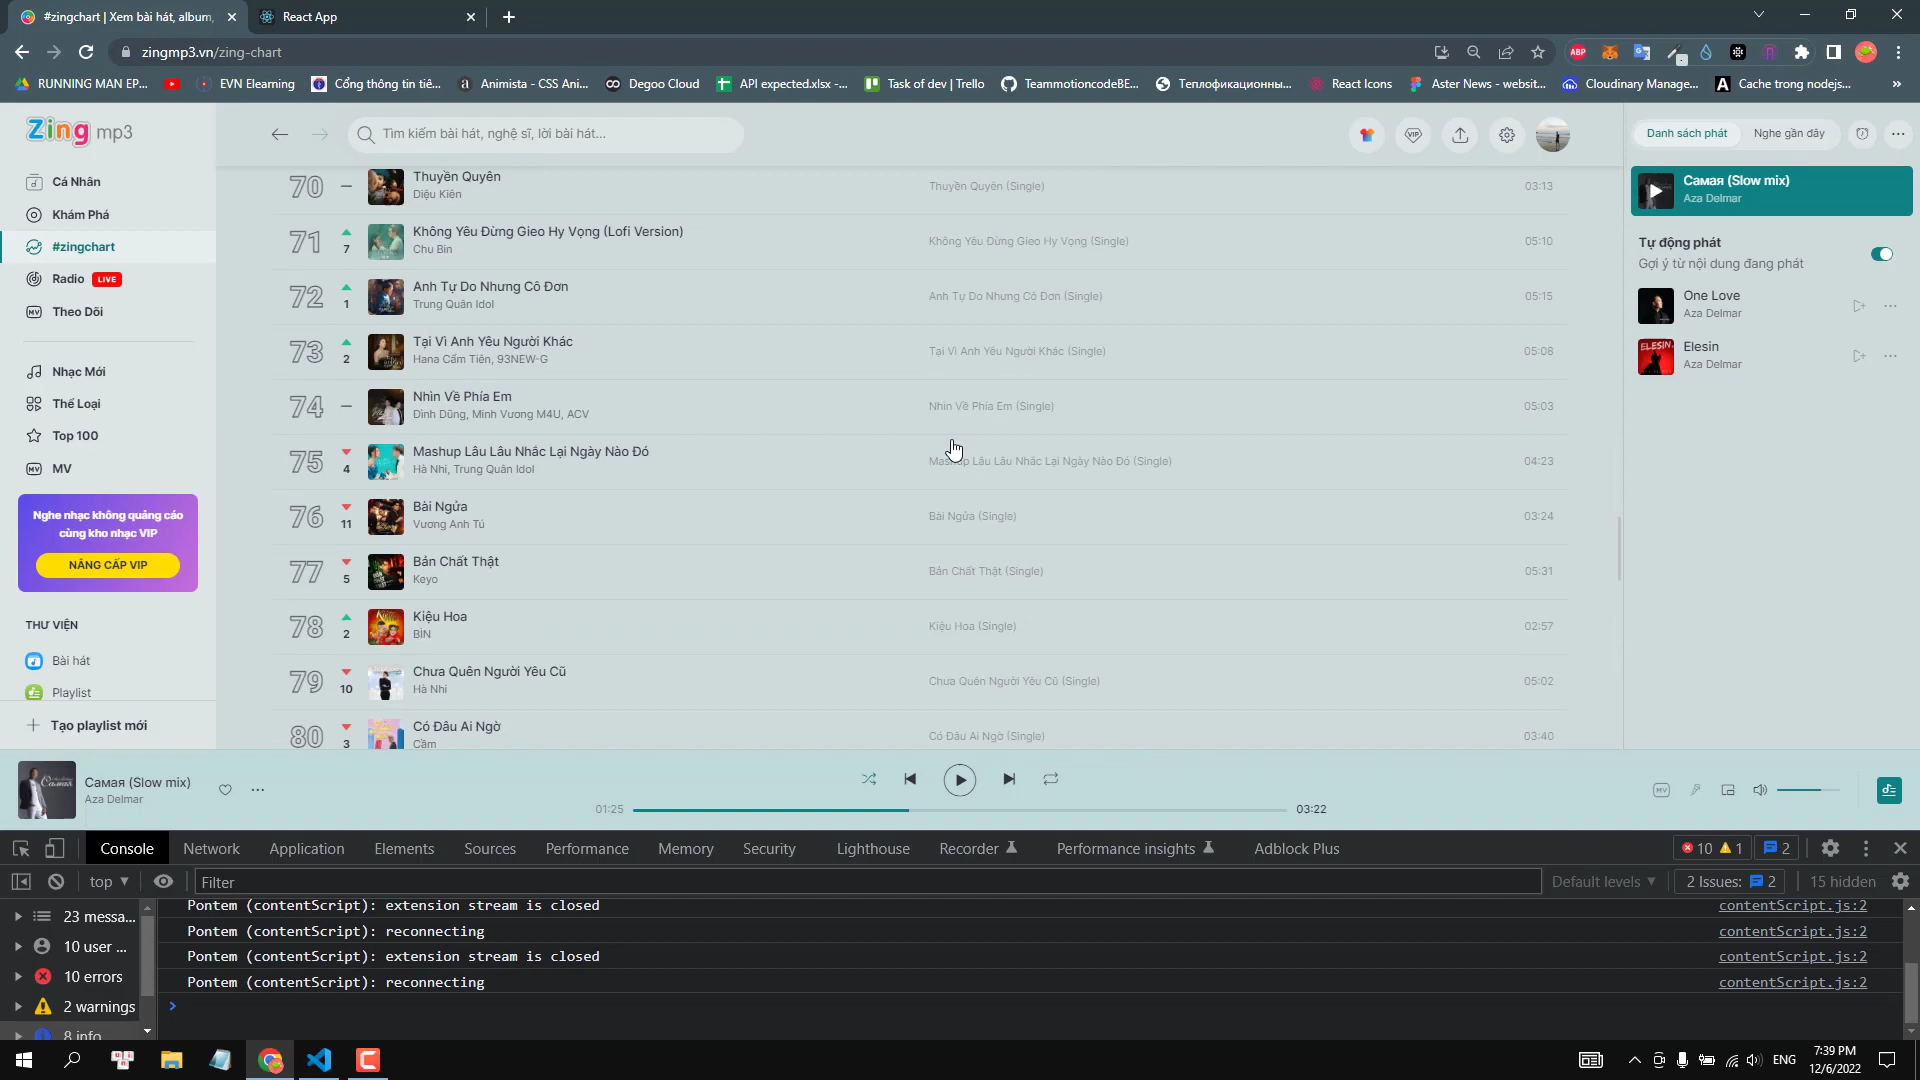 #zingchart | Xem bài hát, album,
React App
zingmp3.vn/zing-chart
RUNNING MAN EP...
EVN Elearning
Cổng thông tin tiê...
Animista - CSS Ani...
Degoo Cloud
API expected.xlsx -...
Task of dev | Trello
TeammotioncodeBE...
Теплофикационны...
React Icons
Aster News - websit...
Cloudinary Manage...
Cache trong nodejs...
Zing mp3
Tìm kiếm bài hát, nghệ sĩ, lời bài hát...
VIP
Danh sách phát
Nghe gần đây
Cá Nhân
Khám Phá
#zingchart
Radio LIVE
Theo Dõi
Nhạc Mới
Thể Loại
Top 100
MV
Nghe nhạc không quảng cáo
cùng kho nhạc VIP
NÂNG CẤP VIP
THƯ VIỆN
Bài hát
Playlist
Tạo playlist mới
70 – Thuyền Quyên Thuyền Quyên (Single) 03:13
Diệu Kiên
71 Không Yêu Đừng Gieo Hy Vọng (Lofi Version) Không Yêu Đừng Gieo Hy Vọng (Single) 05:10
7 Chu Bin
72 Anh Tự Do Nhưng Cô Đơn Anh Tự Do Nhưng Cô Đơn (Single) 05:15
1 Trung Quân Idol
73 Tại Vì Anh Yêu Người Khác Tại Vì Anh Yêu Người Khác (Single) 05:08
2 Hana Cẩm Tiên, 93NEW-G
74 – Nhìn Về Phía Em Nhìn Về Phía Em (Single) 05:03
Đình Dũng, Minh Vương M4U, ACV
75 Mashup Lâu Lâu Nhắc Lại Ngày Nào Đó Mashup Lâu Lâu Nhắc Lại Ngày Nào Đó (Single) 04:23
4 Hà Nhi, Trung Quân Idol
76 Bài Ngửa Bài Ngửa (Single) 03:24
11 Vương Anh Tú
77 Bản Chất Thật Bản Chất Thật (Single) 05:31
5 Keyo
78 Kiệu Hoa Kiệu Hoa (Single) 02:57
2 BÌN
79 Chưa Quên Người Yêu Cũ Chưa Quên Người Yêu Cũ (Single) 05:02
10 Hà Nhi
80 Có Đâu Ai Ngờ Có Đâu Ai Ngờ (Single) 03:40
3 Cầm
Самая (Slow mix)
Aza Delmar
Tự động phát
Gợi ý từ nội dung đang phát
One Love
Aza Delmar
ELESIN
Elesin
Aza Delmar
Самая (Slow mix)
Aza Delmar
01:25
03:22
MV
Console
Network
Application
Elements
Sources
Performance
Memory
Security
Lighthouse
Recorder
Performance insights
Adblock Plus
10 1 2
top
Filter
Default levels
2 Issues: 2
15 hidden
23 messa...
10 user ...
10 errors
2 warnings
8 info
Pontem (contentScript): extension stream is closed contentScript.js:2
Pontem (contentScript): reconnecting contentScript.js:2
Pontem (contentScript): extension stream is closed contentScript.js:2
Pontem (contentScript): reconnecting contentScript.js:2
ENG
7:39 PM
12/6/2022